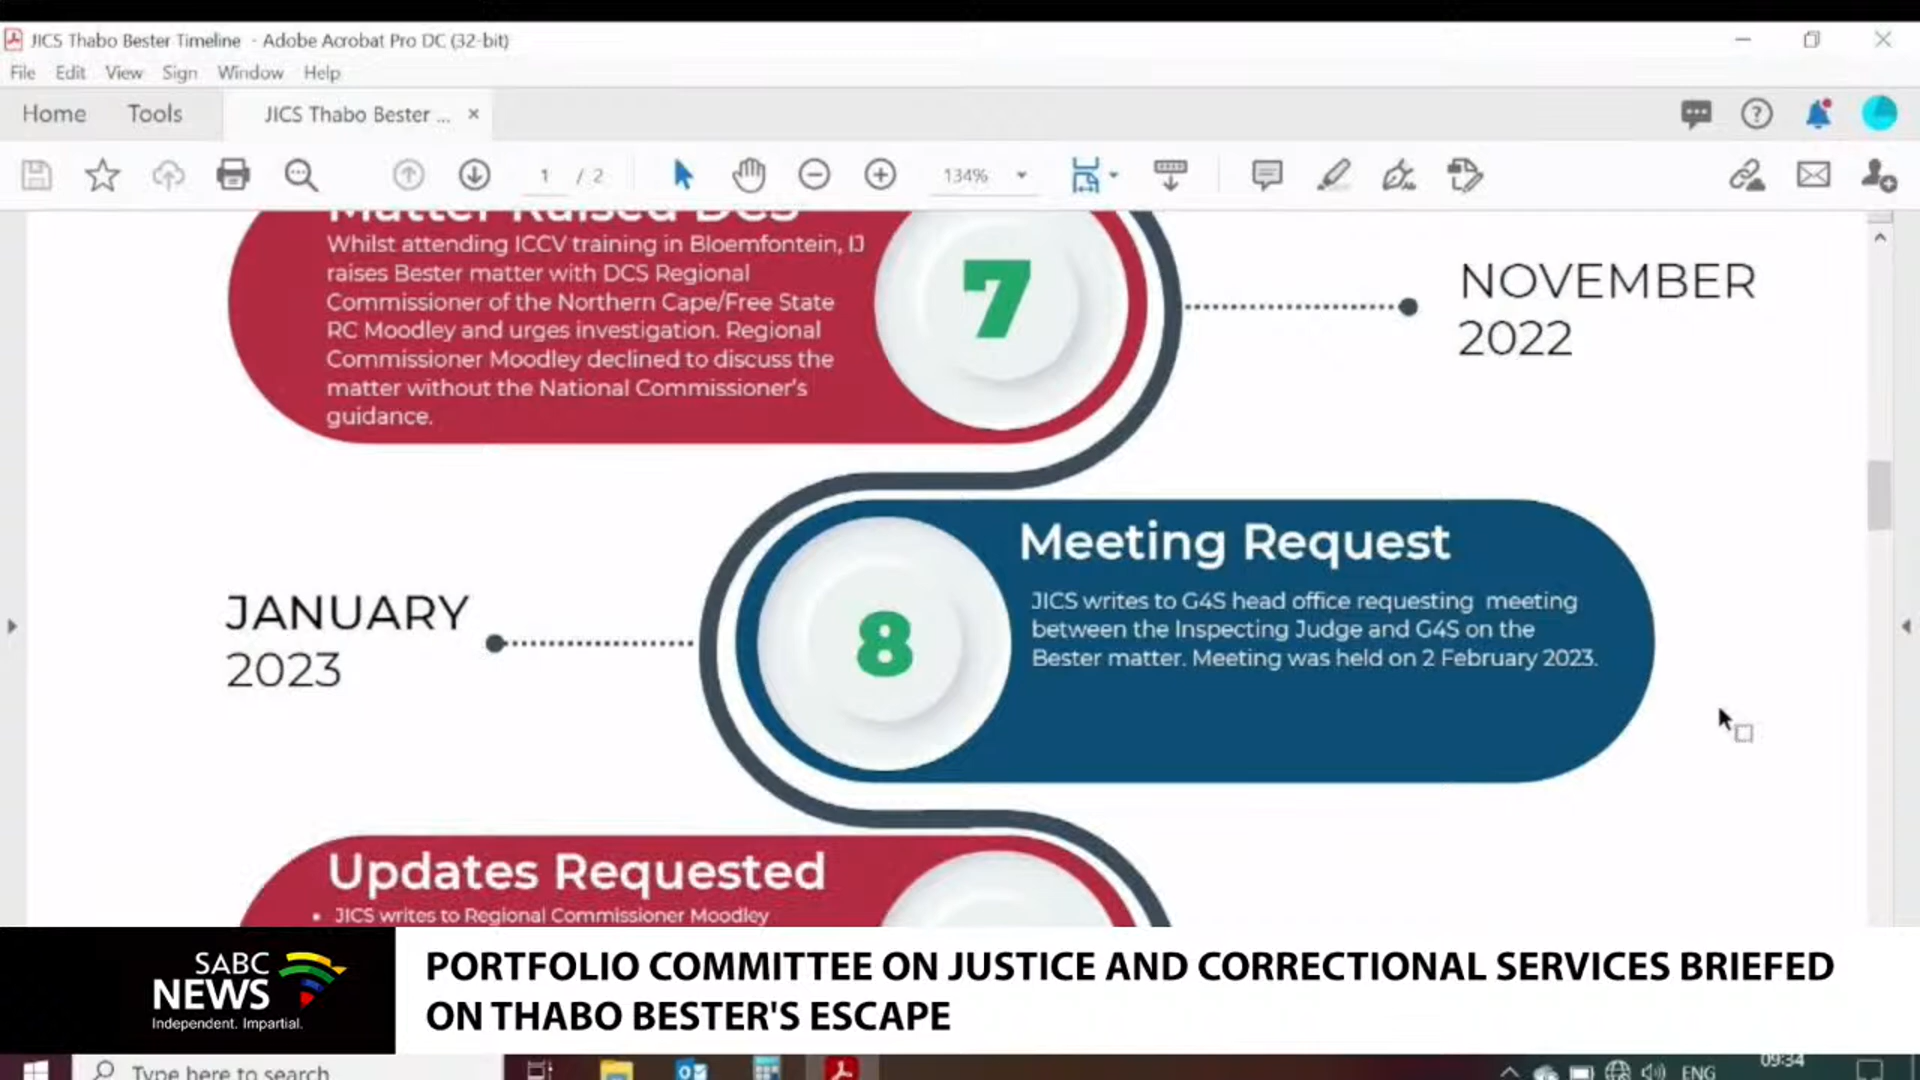 JICS Thabo Bester Timeline - Adobe Acrobat Pro DC (32-bit)
File Edit View Sign Window Help
Home Tools JICS Thabo Bester ... ×
1 / 2 134%
Matter Raised DCS
Whilst attending ICCV training in Bloemfontein, IJ
raises Bester matter with DCS Regional
Commissioner of the Northern Cape/Free State
RC Moodley and urges investigation. Regional
Commissioner Moodley declined to discuss the
matter without the National Commissioner's
guidance.
7
NOVEMBER
2022
JANUARY
2023
8
Meeting Request
JICS writes to G4S head office requesting meeting
between the Inspecting Judge and G4S on the
Bester matter. Meeting was held on 2 February 2023.
Updates Requested
• JICS writes to Regional Commissioner Moodley
SABC
NEWS
Independent. Impartial.
PORTFOLIO COMMITTEE ON JUSTICE AND CORRECTIONAL SERVICES BRIEFED
ON THABO BESTER'S ESCAPE
Type here to search
ENG
09:34